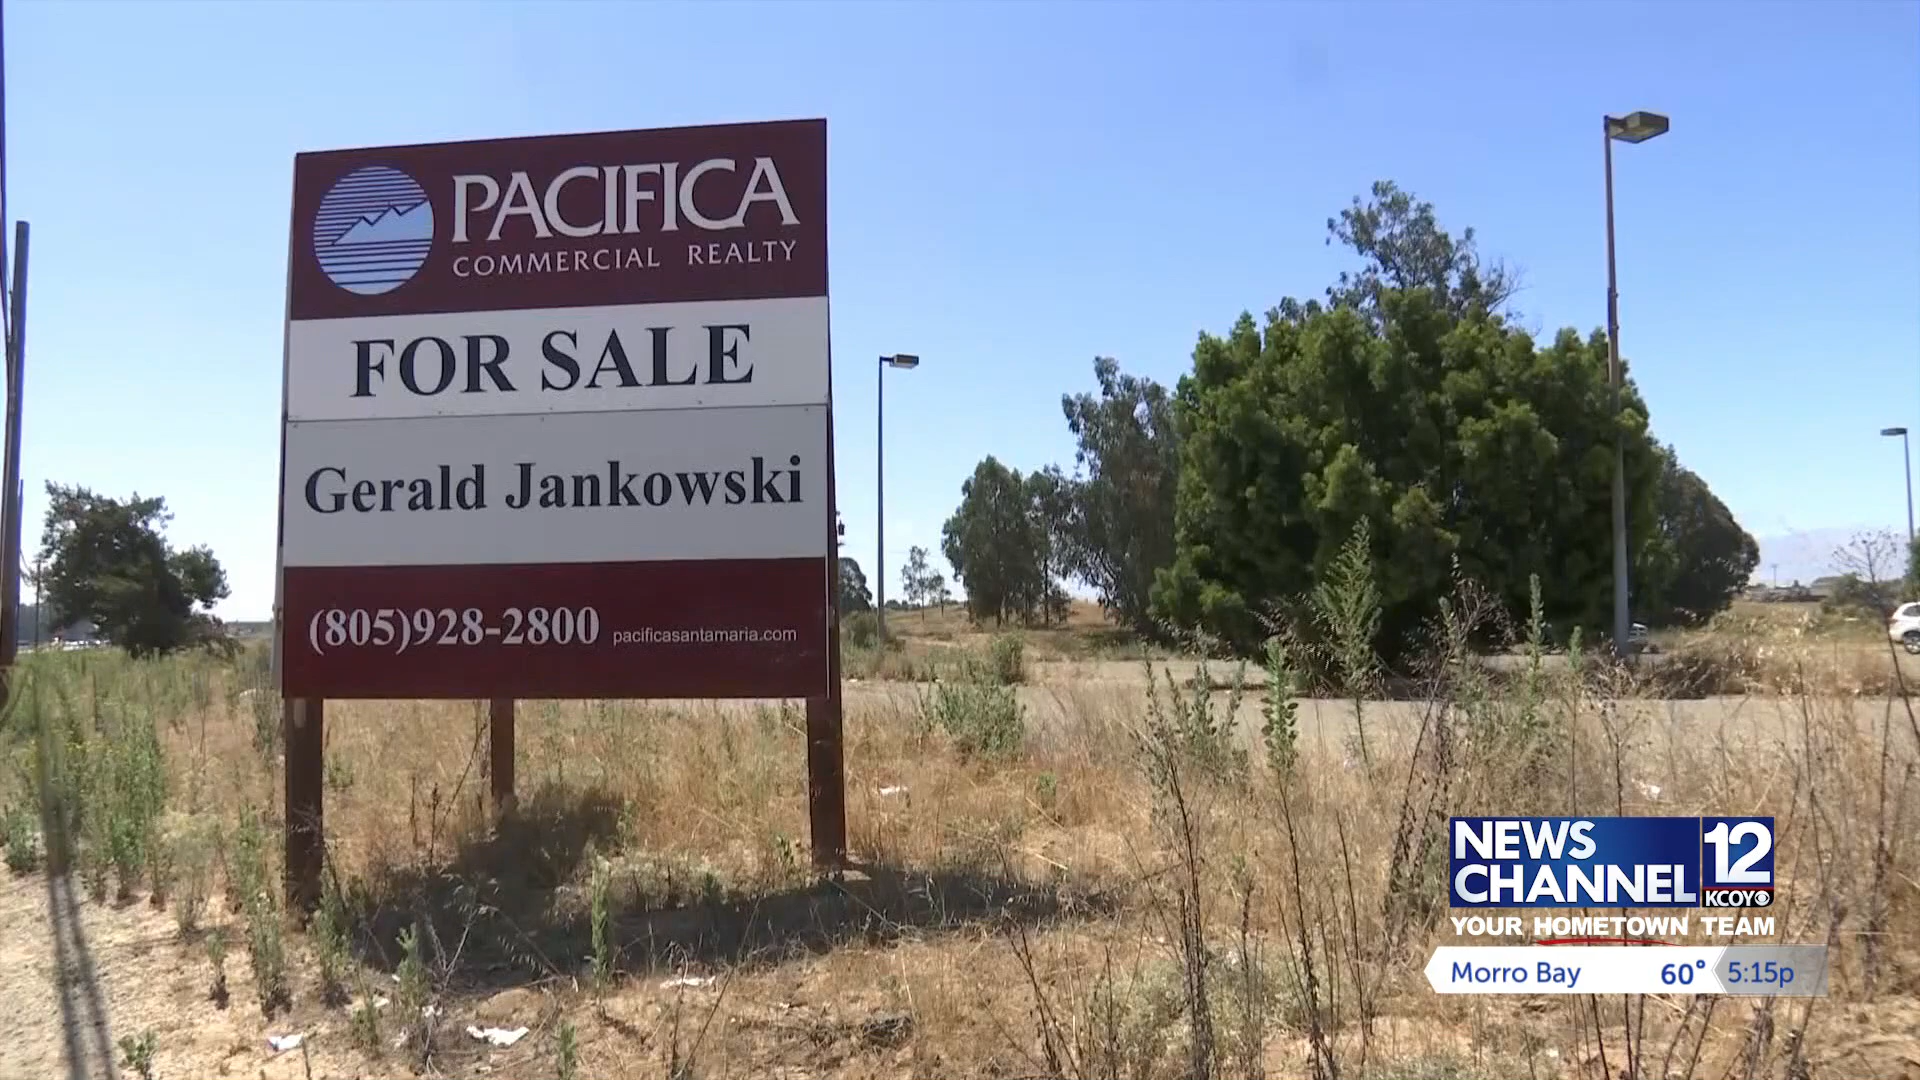 PACIFICA
COMMERCIAL REALTY
FOR SALE
Gerald Jankowski
(805)928-2800 pacificasantamaria.com
NEWS
CHANNEL 12
KCOY
YOUR HOMETOWN TEAM
Morro Bay 60° 5:15p